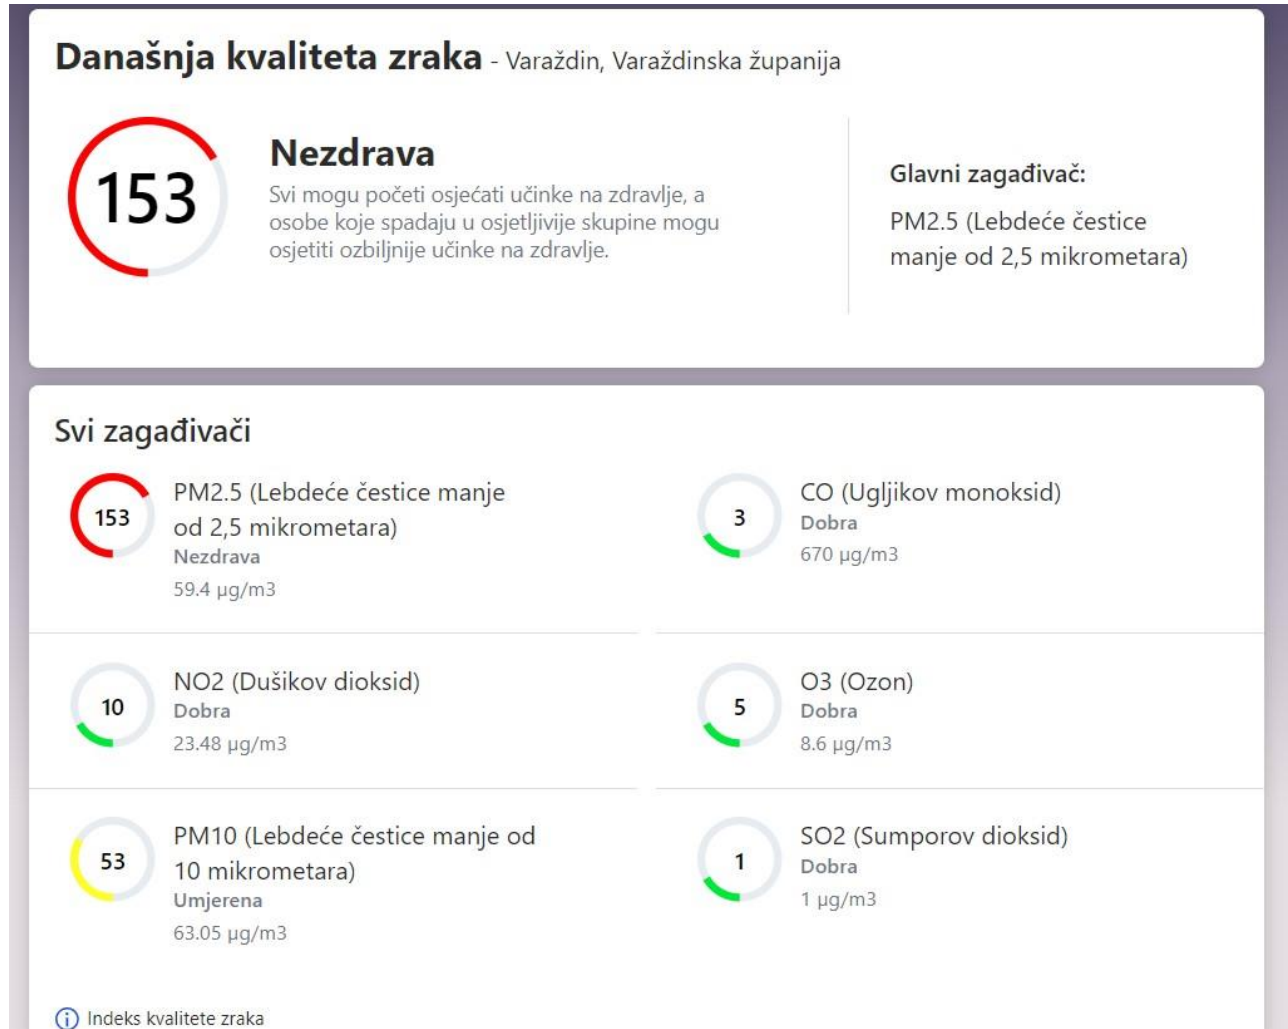 Današnja kvaliteta zraka - Varaždin, Varaždinska županija
153
Nezdrava
Svi mogu početi osjećati učinke na zdravlje, a
osobe koje spadaju u osjetljivije skupine mogu
osjetiti ozbiljnije učinke na zdravlje.
Glavni zagađivač:
PM2.5 (Lebdeće čestice
manje od 2,5 mikrometara)
Svi zagađivači
153
PM2.5 (Lebdeće čestice manje
od 2,5 mikrometara)
Nezdrava
59.4 µg/m3
3
CO (Ugljikov monoksid)
Dobra
670 µg/m3
10
NO2 (Dušikov dioksid)
Dobra
23.48 µg/m3
5
O3 (Ozon)
Dobra
8.6 µg/m3
53
PM10 (Lebdeće čestice manje od
10 mikrometara)
Umjerena
63.05 µg/m3
1
SO2 (Sumporov dioksid)
Dobra
1 µg/m3
Indeks kvalitete zraka